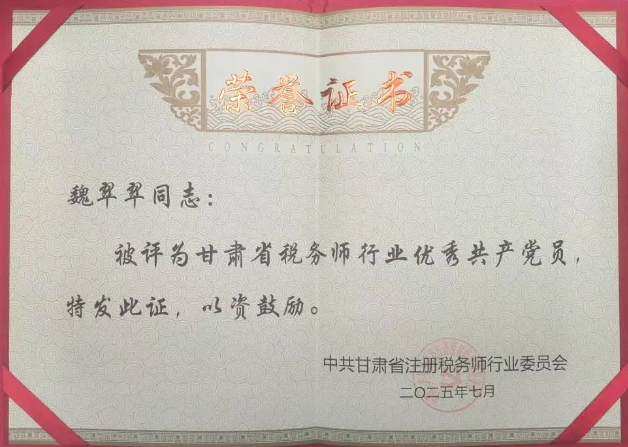 荣誉证书
CONGRATULATION
魏翠翠同志：
被评为甘肃省税务师行业优秀共产党员，
特发此证，以资鼓励。
中共甘肃省注册税务师行业委员会
二〇二五年七月